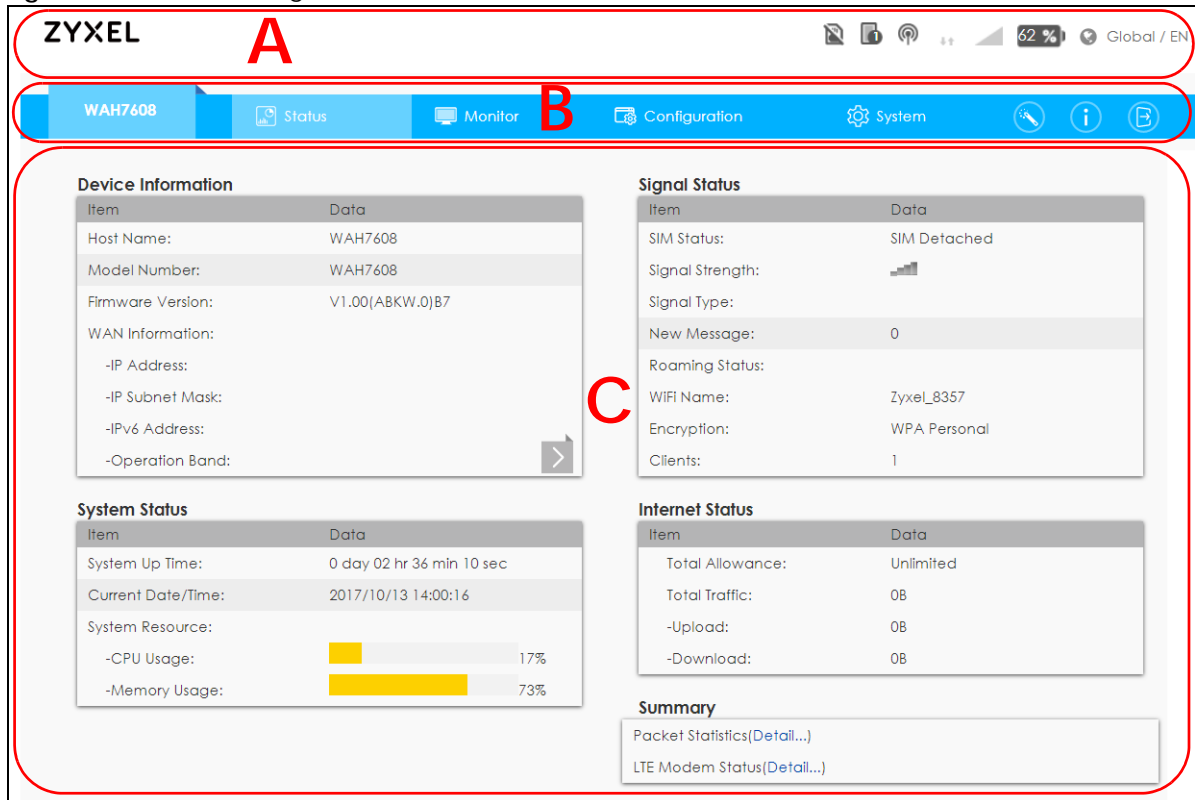 ZYXEL
A
1
62 %
Global / EN
WAH7608
Status
Monitor
B
Configuration
System
i
Device Information
Item Data
Host Name: WAH7608
Model Number: WAH7608
Firmware Version: V1.00(ABKW.0)B7
WAN Information:
-IP Address:
-IP Subnet Mask:
-IPv6 Address:
-Operation Band:
C
Signal Status
Item Data
SIM Status: SIM Detached
Signal Strength:
Signal Type:
New Message: 0
Roaming Status:
WiFi Name: Zyxel_8357
Encryption: WPA Personal
Clients: 1
System Status
Item Data
System Up Time: 0 day 02 hr 36 min 10 sec
Current Date/Time: 2017/10/13 14:00:16
System Resource:
-CPU Usage: 17%
-Memory Usage: 73%
Internet Status
Item Data
Total Allowance: Unlimited
Total Traffic: 0B
-Upload: 0B
-Download: 0B
Summary
Packet Statistics(Detail...)
LTE Modem Status(Detail...)